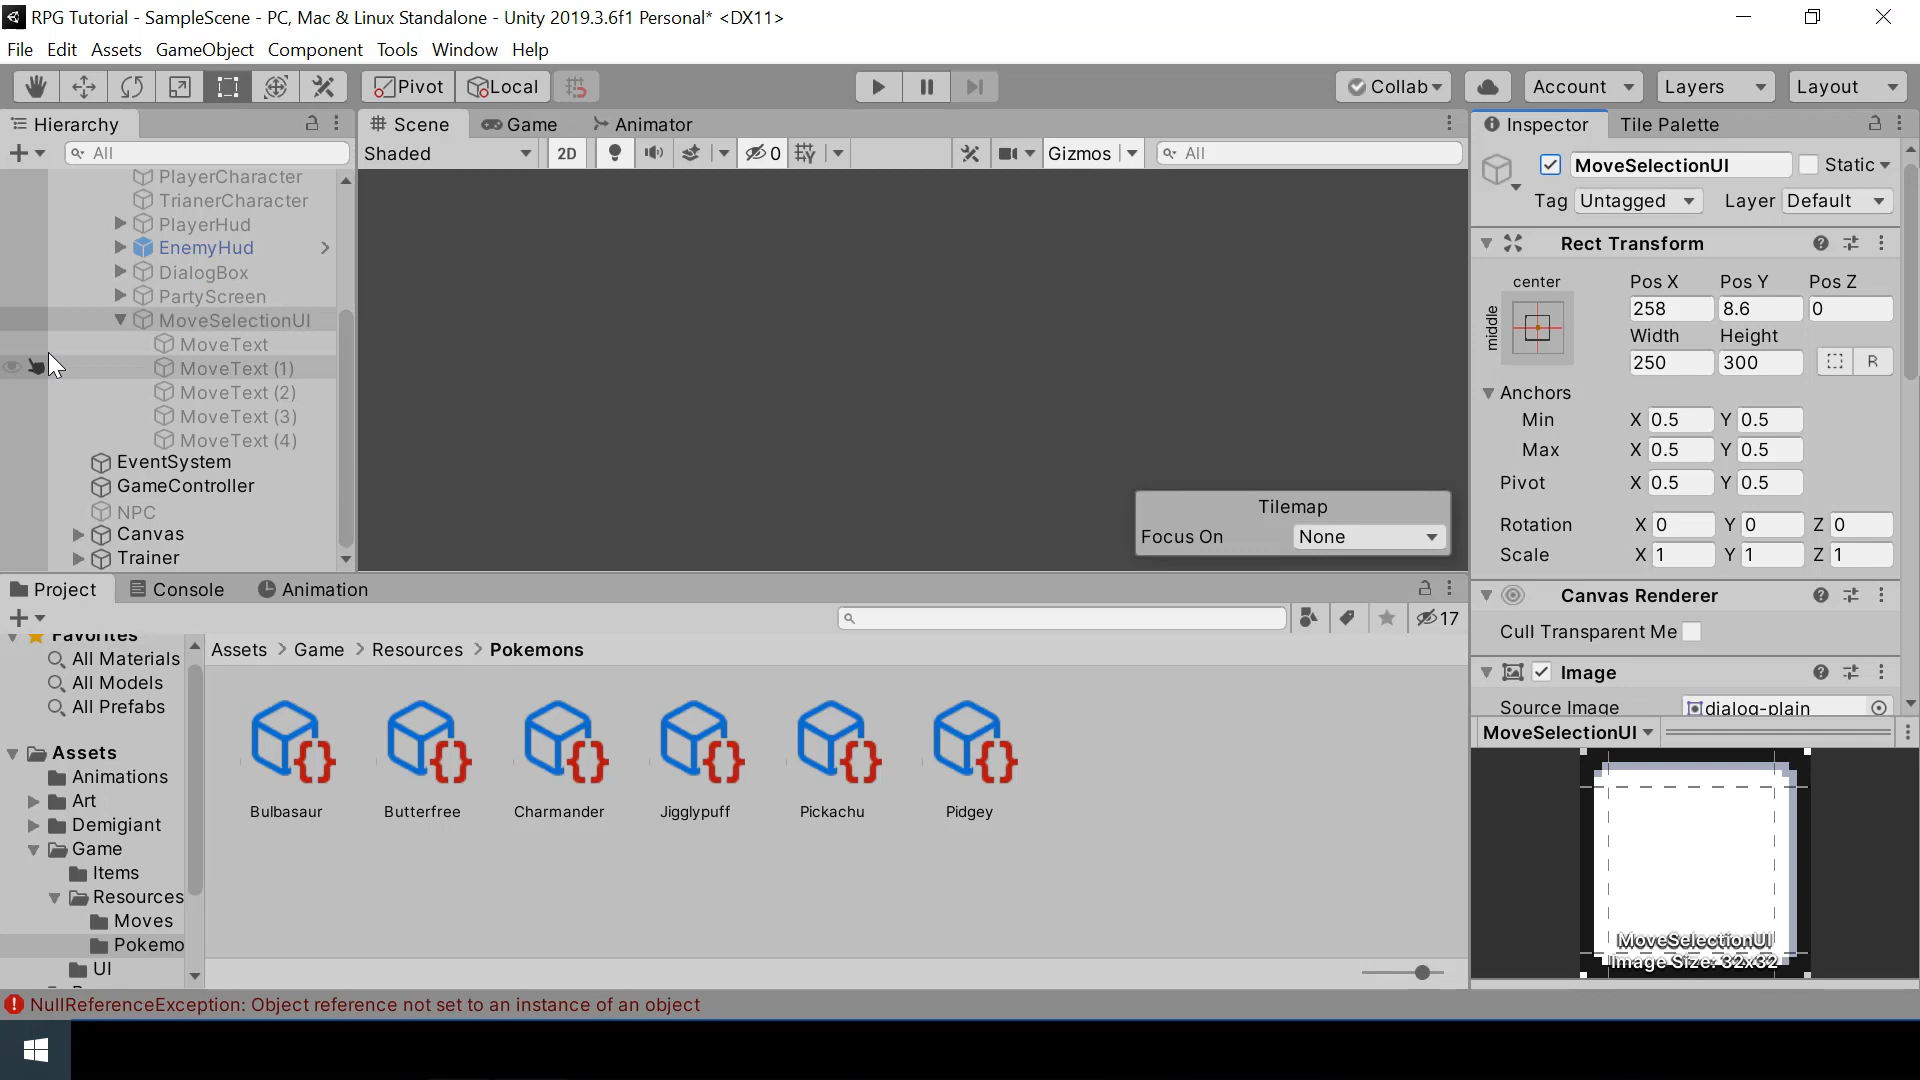 RPG Tutorial - SampleScene - PC, Mac & Linux Standalone - Unity 2019.3.6f1 Personal* <DX11>
File Edit Assets GameObject Component Tools Window Help
Pivot Local Collab Account Layers Layout
Hierarchy
All
PlayerCharacter
TrianerCharacter
PlayerHud
EnemyHud
DialogBox
PartyScreen
MoveSelectionUI
MoveText
MoveText (1)
MoveText (2)
MoveText (3)
MoveText (4)
EventSystem
GameController
NPC
Canvas
Trainer
Scene Game Animator
Shaded 2D 0 Gizmos All
Tilemap
Focus On None
Inspector Tile Palette
MoveSelectionUI Static
Tag Untagged Layer Default
Rect Transform
center
middle
Pos X Pos Y Pos Z
258 8.6 0
Width Height
250 300 R
Anchors
Min X 0.5 Y 0.5
Max X 0.5 Y 0.5
Pivot X 0.5 Y 0.5
Rotation X 0 Y 0 Z 0
Scale X 1 Y 1 Z 1
Canvas Renderer
Cull Transparent Me
Image
Source Image dialog-plain
MoveSelectionUI
MoveSelectionUI
Image Size: 32x32
Project Console Animation
17
Favorites
All Materials
All Models
All Prefabs
Assets
Animations
Art
Demigiant
Game
Items
Resources
Moves
Pokemo
UI
Assets > Game > Resources > Pokemons
Bulbasaur Butterfree Charmander Jigglypuff Pickachu Pidgey
NullReferenceException: Object reference not set to an instance of an object